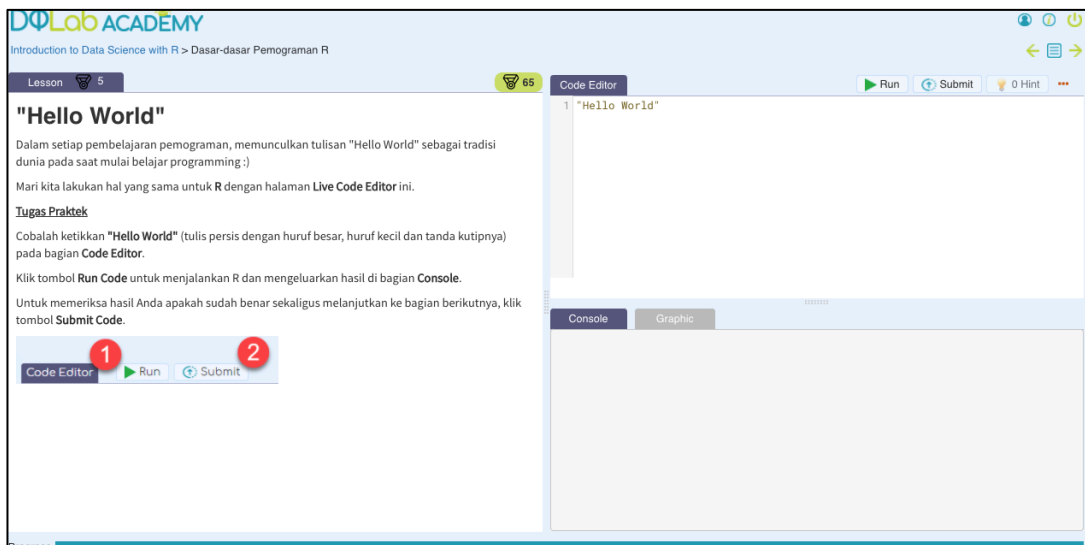 DQLab ACADEMY
Introduction to Data Science with R > Dasar-dasar Pemograman R
Lesson 5
65
"Hello World"
Dalam setiap pembelajaran pemograman, memunculkan tulisan "Hello World" sebagai tradisi
dunia pada saat mulai belajar programming :)
Mari kita lakukan hal yang sama untuk R dengan halaman Live Code Editor ini.
Tugas Praktek
Cobalah ketikkan "Hello World" (tulis persis dengan huruf besar, huruf kecil dan tanda kutipnya)
pada bagian Code Editor.
Klik tombol Run Code untuk menjalankan R dan mengeluarkan hasil di bagian Console.
Untuk memeriksa hasil Anda apakah sudah benar sekaligus melanjutkan ke bagian berikutnya, klik
tombol Submit Code.
1 2
Code Editor Run Submit
Code Editor Run Submit 0 Hint
1 "Hello World"
Console Graphic